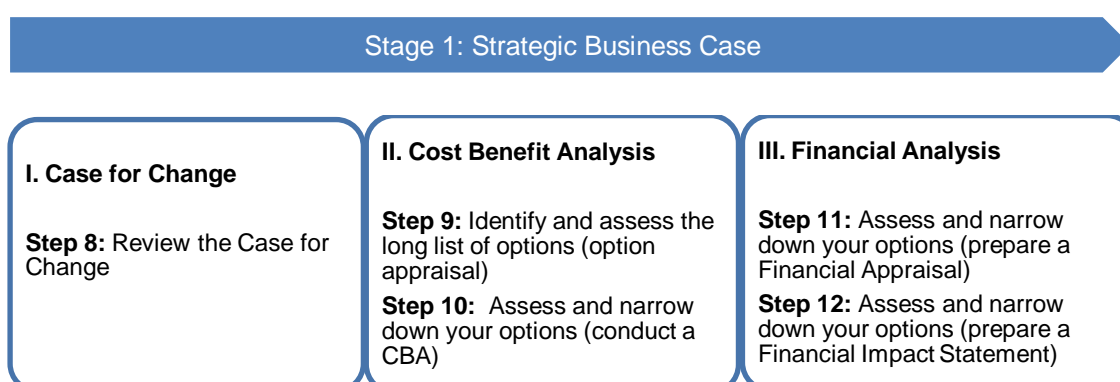 Stage 1: Strategic Business Case
I. Case for Change
Step 8: Review the Case for
Change
II. Cost Benefit Analysis
Step 9: Identify and assess the
long list of options (option
appraisal)
Step 10: Assess and narrow
down your options (conduct a
CBA)
III. Financial Analysis
Step 11: Assess and narrow
down your options (prepare a
Financial Appraisal)
Step 12: Assess and narrow
down your options (prepare a
Financial Impact Statement)